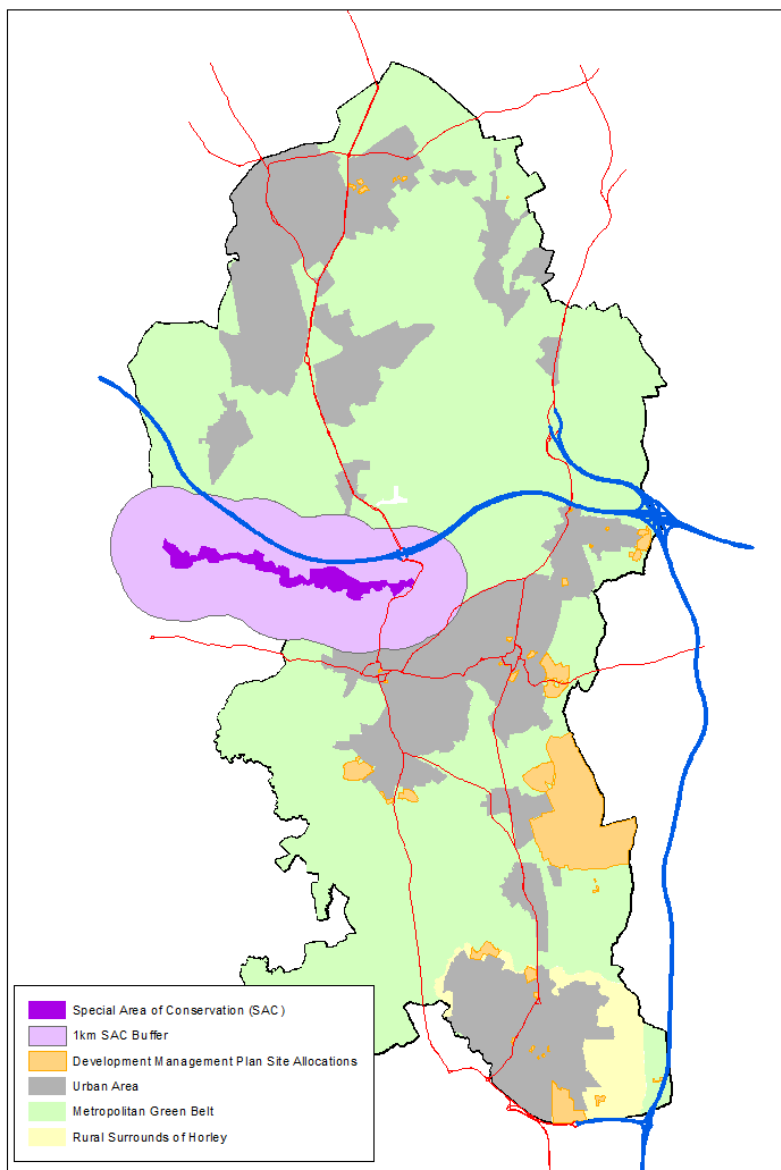 Special Area of Conservation (SAC)
1km SAC Buffer
Development Management Plan Site Allocations
Urban Area
Metropolitan Green Belt
Rural Surrounds of Horley